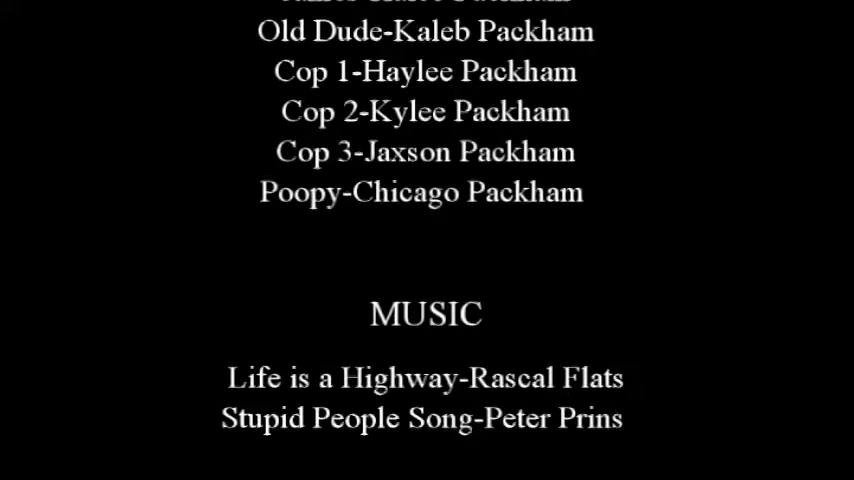 Old Dude-Kaleb Packham
Cop 1-Haylee Packham
Cop 2-Kylee Packham
Cop 3-Jaxson Packham
Poopy-Chicago Packham
MUSIC
Life is a Highway-Rascal Flats
Stupid People Song-Peter Prins